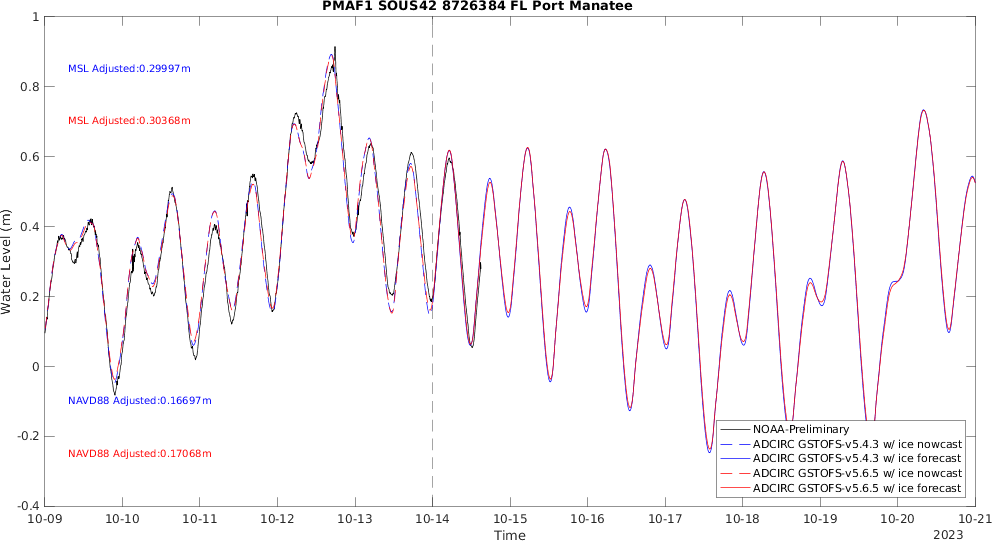 PMAF1 SOUS42 8726384 FL Port Manatee
1
0.8
0.6
0.4
0.2
0
-0.2
-0.4
Water Level (m)
MSL Adjusted:0.29997m
MSL Adjusted:0.30368m
NAVD88 Adjusted:0.16697m
NAVD88 Adjusted:0.17068m
NOAA-Preliminary
ADCIRC GSTOFS-v5.4.3 w/ ice nowcast
ADCIRC GSTOFS-v5.4.3 w/ ice forecast
ADCIRC GSTOFS-v5.6.5 w/ ice nowcast
ADCIRC GSTOFS-v5.6.5 w/ ice forecast
10-09 10-10 10-11 10-12 10-13 10-14 10-15 10-16 10-17 10-18 10-19 10-20 10-21
Time
2023